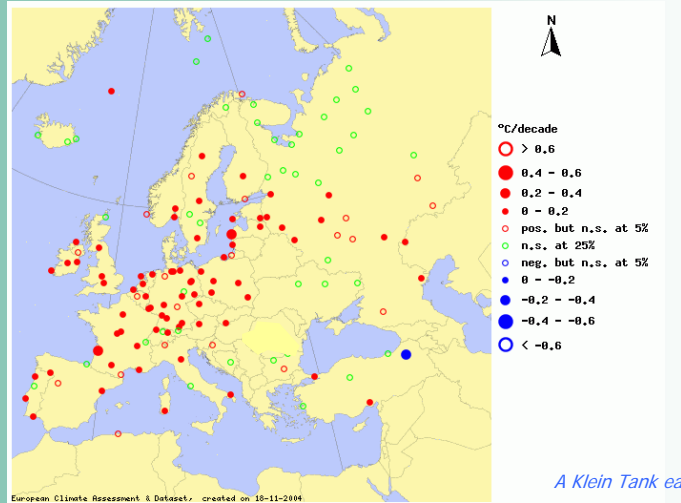 N
°C/decade
> 0.6
0.4 - 0.6
0.2 - 0.4
0 - 0.2
pos. but n.s. at 5%
n.s. at 25%
neg. but n.s. at 5%
0 - -0.2
-0.2 - -0.4
-0.4 - -0.6
< -0.6
A Klein Tank ea
European Climate Assessment & Dataset, created on 18-11-2004